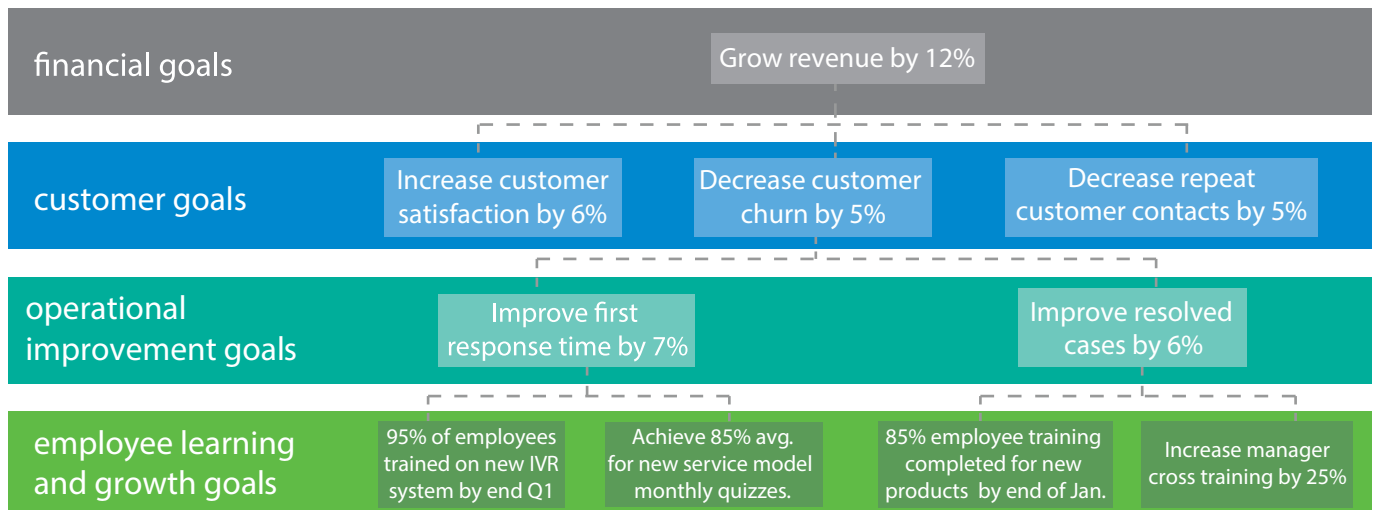 financial goals
Grow revenue by 12%
customer goals
Increase customer
satisfaction by 6%
Decrease customer
churn by 5%
Decrease repeat
customer contacts by 5%
operational
improvement goals
Improve first
response time by 7%
Improve resolved
cases by 6%
employee learning
and growth goals
95% of employees
trained on new IVR
system by end Q1
Achieve 85% avg.
for new service model
monthly quizzes.
85% employee training
completed for new
products by end of Jan.
Increase manager
cross training by 25%